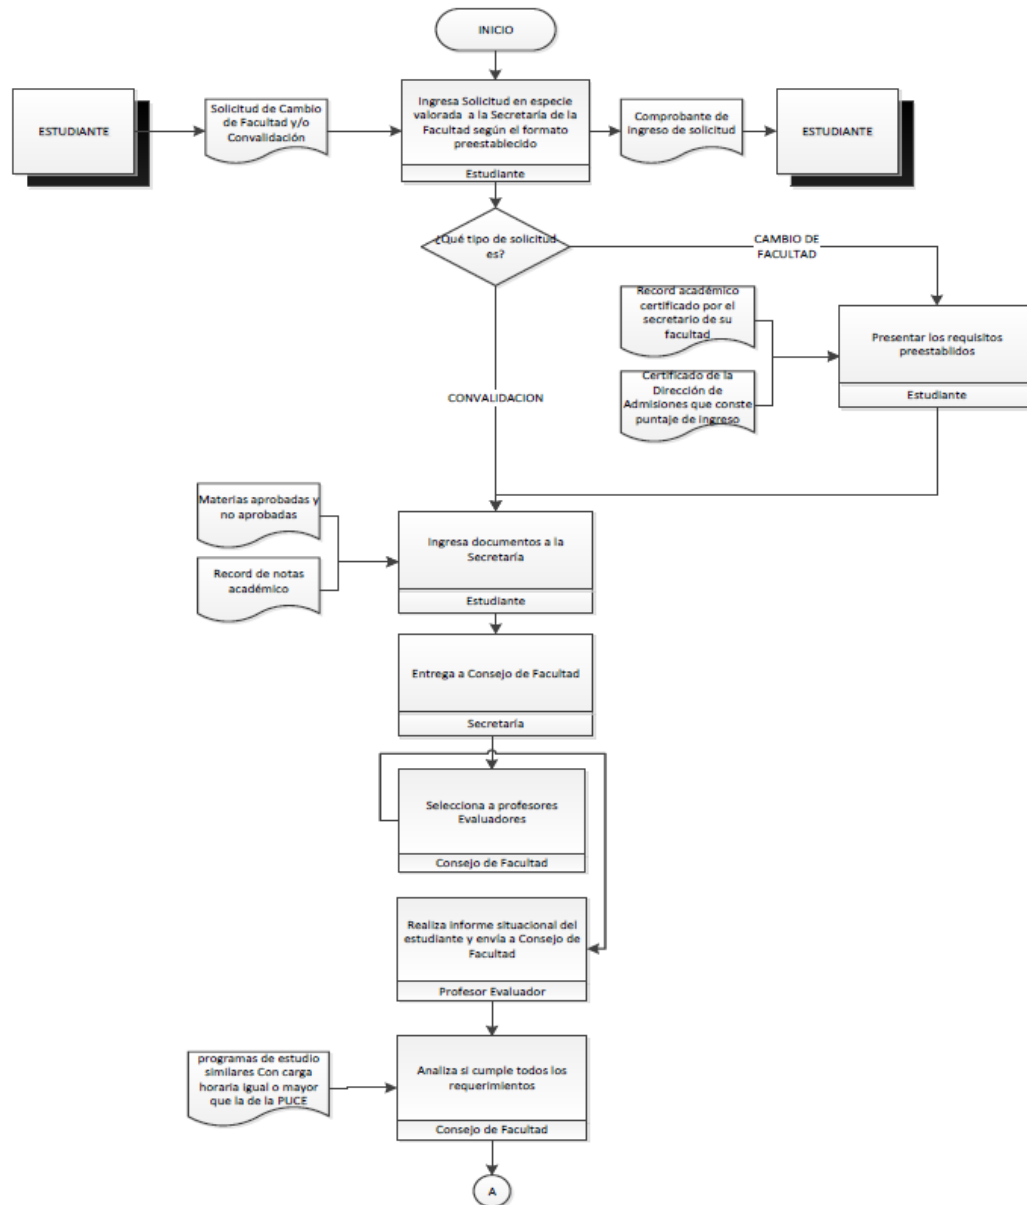 INICIO
ESTUDIANTE
Solicitud de Cambio
de Facultad y/o
Convalidación
Ingresa Solicitud en especie
valorada a la Secretaría de la
Facultad según el formato
preestablecido
Estudiante
Comprobante de
ingreso de solicitud
ESTUDIANTE
¿Qué tipo de solicitud
es?
CAMBIO DE
FACULTAD
Record académico
certificado por el
secretario de su
facultad
Presentar los requisitos
preestablidos
Estudiante
Certificado de la
Dirección de
Admisiones que conste
puntaje de ingreso
CONVALIDACION
Materias aprobadas y
no aprobadas
Record de notas
académico
Ingresa documentos a la
Secretaría
Estudiante
Entrega a Consejo de Facultad
Secretaría
Selecciona a profesores
Evaluadores
Consejo de Facultad
Realiza informe situacional del
estudiante y envía a Consejo de
Facultad
Profesor Evaluador
programas de estudio
similares Con carga
horaria igual o mayor
que la de la PUCE
Analiza si cumple todos los
requerimientos
Consejo de Facultad
A